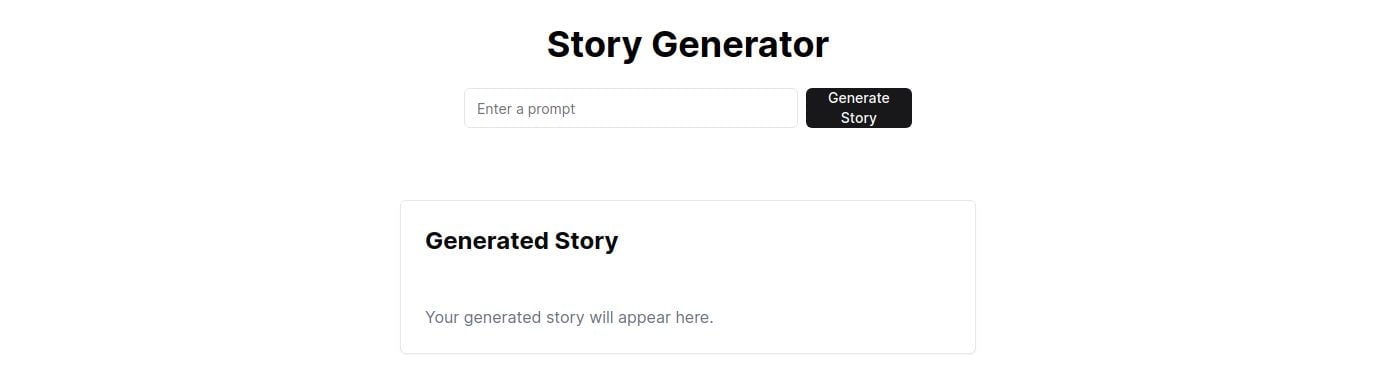 Story Generator
Enter a prompt
Generate
Story
Generated Story
Your generated story will appear here.